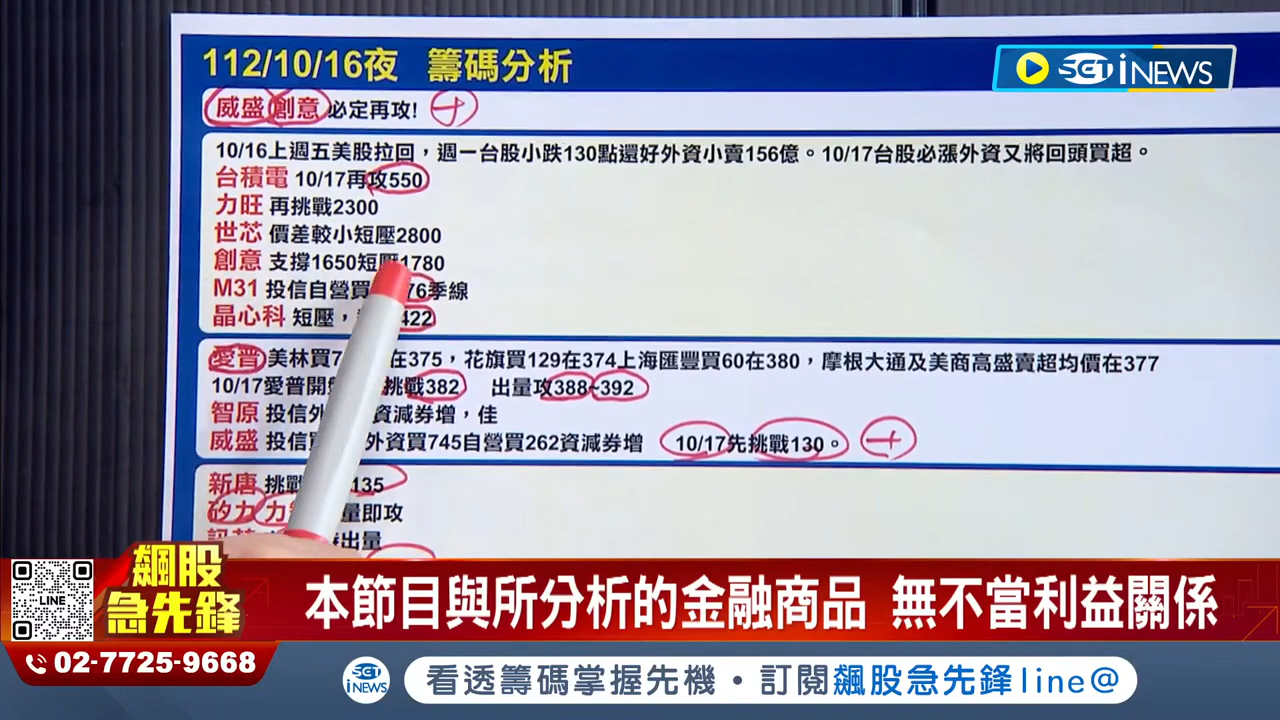 112/10/16夜 籌碼分析
SETiNEWS
威盛 創意 必定再攻!
10/16上週五美股拉回，週一台股小跌130點還好外資小賣156億。10/17台股必漲外資又將回頭買超。
台積電 10/17再攻550
力旺 再挑戰2300
世芯 價差較小短壓2800
創意 支撐1650短壓1780
M31 投信自營買 76季線
晶心科 短壓， 422
愛普 美林買7 在375，花旗買129在374上海匯豐買60在380，摩根大通及美商高盛賣超均價在377
10/17愛普開 挑戰382 出量攻388~392
智原 投信外 資減券增，佳
威盛 投信買 外資買745自營買262資減券增 10/17先挑戰130。
新唐 挑戰 135
矽力 力 量即攻
出量
LINE
飆股急先鋒
本節目與所分析的金融商品 無不當利益關係
02-7725-9668
SETiNEWS
看透籌碼掌握先機·訂閱飆股急先鋒line@